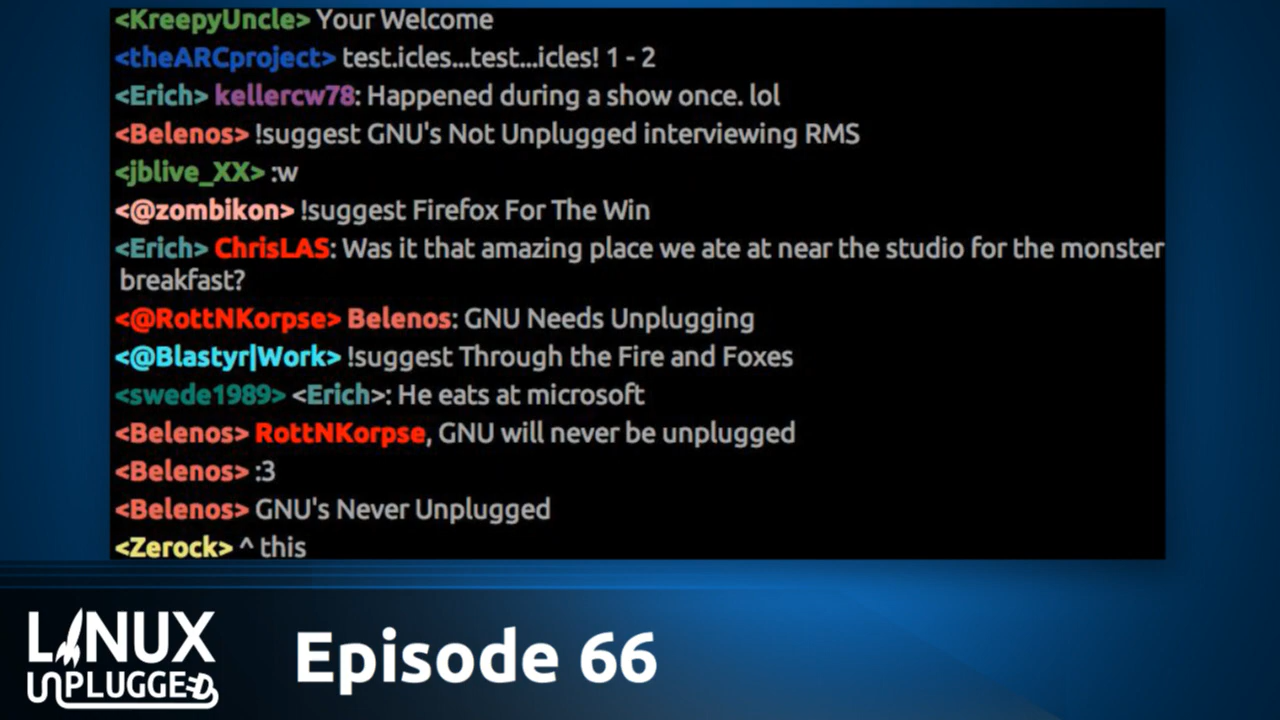 <KreepyUncle> Your Welcome
<theARCproject> test.icles...test...icles! 1 - 2
<Erich> kellercw78: Happened during a show once. lol
<Belenos> !suggest GNU's Not Unplugged interviewing RMS
<jblive_XX> :w
<@zombikon> !suggest Firefox For The Win
<Erich> ChrisLAS: Was it that amazing place we ate at near the studio for the monster
breakfast?
<@RottNKorpse> Belenos: GNU Needs Unplugging
<@Blastyr|Work> !suggest Through the Fire and Foxes
<swede1989> <Erich>: He eats at microsoft
<Belenos> RottNKorpse, GNU will never be unplugged
<Belenos> :3
<Belenos> GNU's Never Unplugged
<Zerock> ^ this
LINUX
UNPLUGGED
Episode 66